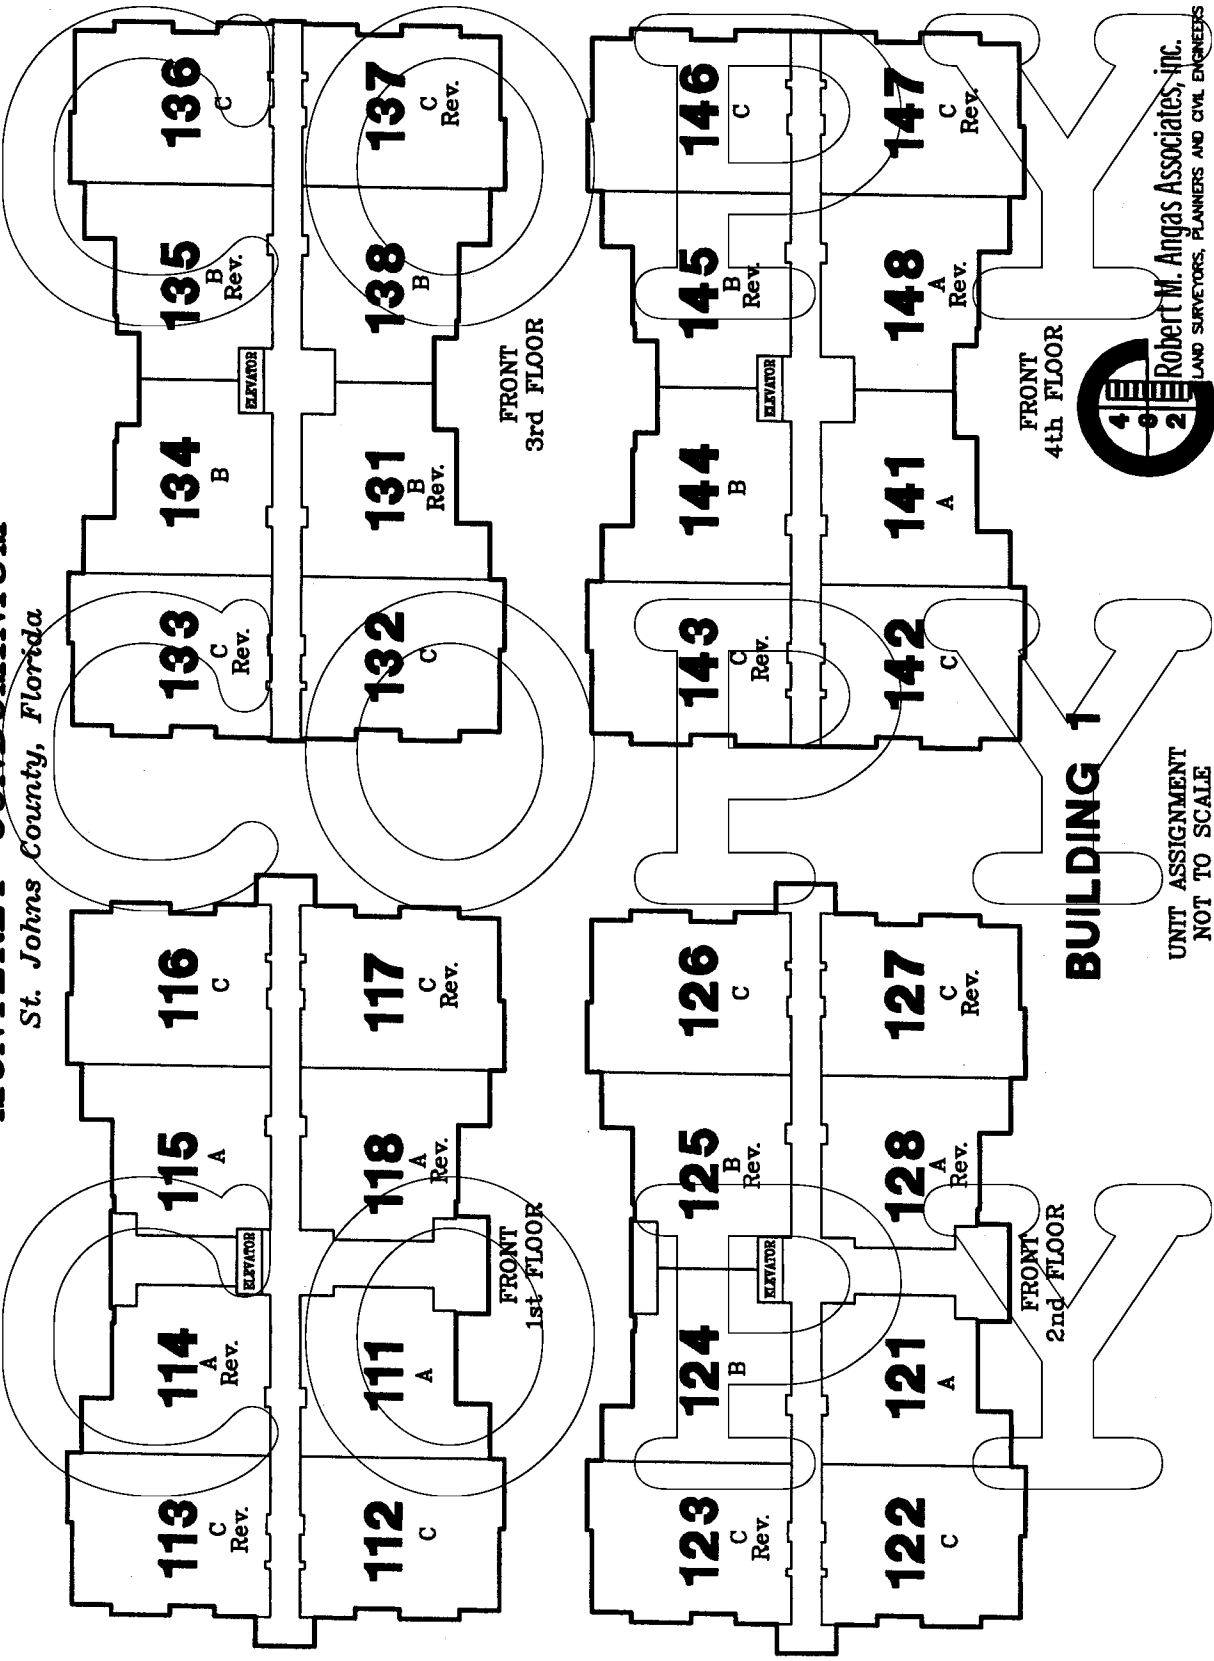 St. Johns County, Florida
113
C
Rev.
114
A
Rev.
115
A
116
C
ELEVATOR
112
C
111
A
118
A
Rev.
117
C
Rev.
FRONT
1st FLOOR
133
C
Rev.
134
B
135
B
Rev.
136
C
ELEVATOR
132
C
131
B
Rev.
138
B
137
C
Rev.
FRONT
3rd FLOOR
123
C
Rev.
124
B
125
B
Rev.
126
C
ELEVATOR
122
C
121
A
128
A
Rev.
127
C
Rev.
FRONT
2nd FLOOR
143
C
Rev.
144
B
145
B
Rev.
146
C
ELEVATOR
142
C
141
A
148
A
Rev.
147
C
Rev.
FRONT
4th FLOOR
BUILDING 1
UNIT ASSIGNMENT
NOT TO SCALE
Robert M. Angas Associates, inc.
LAND SURVEYORS, PLANNERS AND CIVIL ENGINEERS
COPY
COPY
COPY